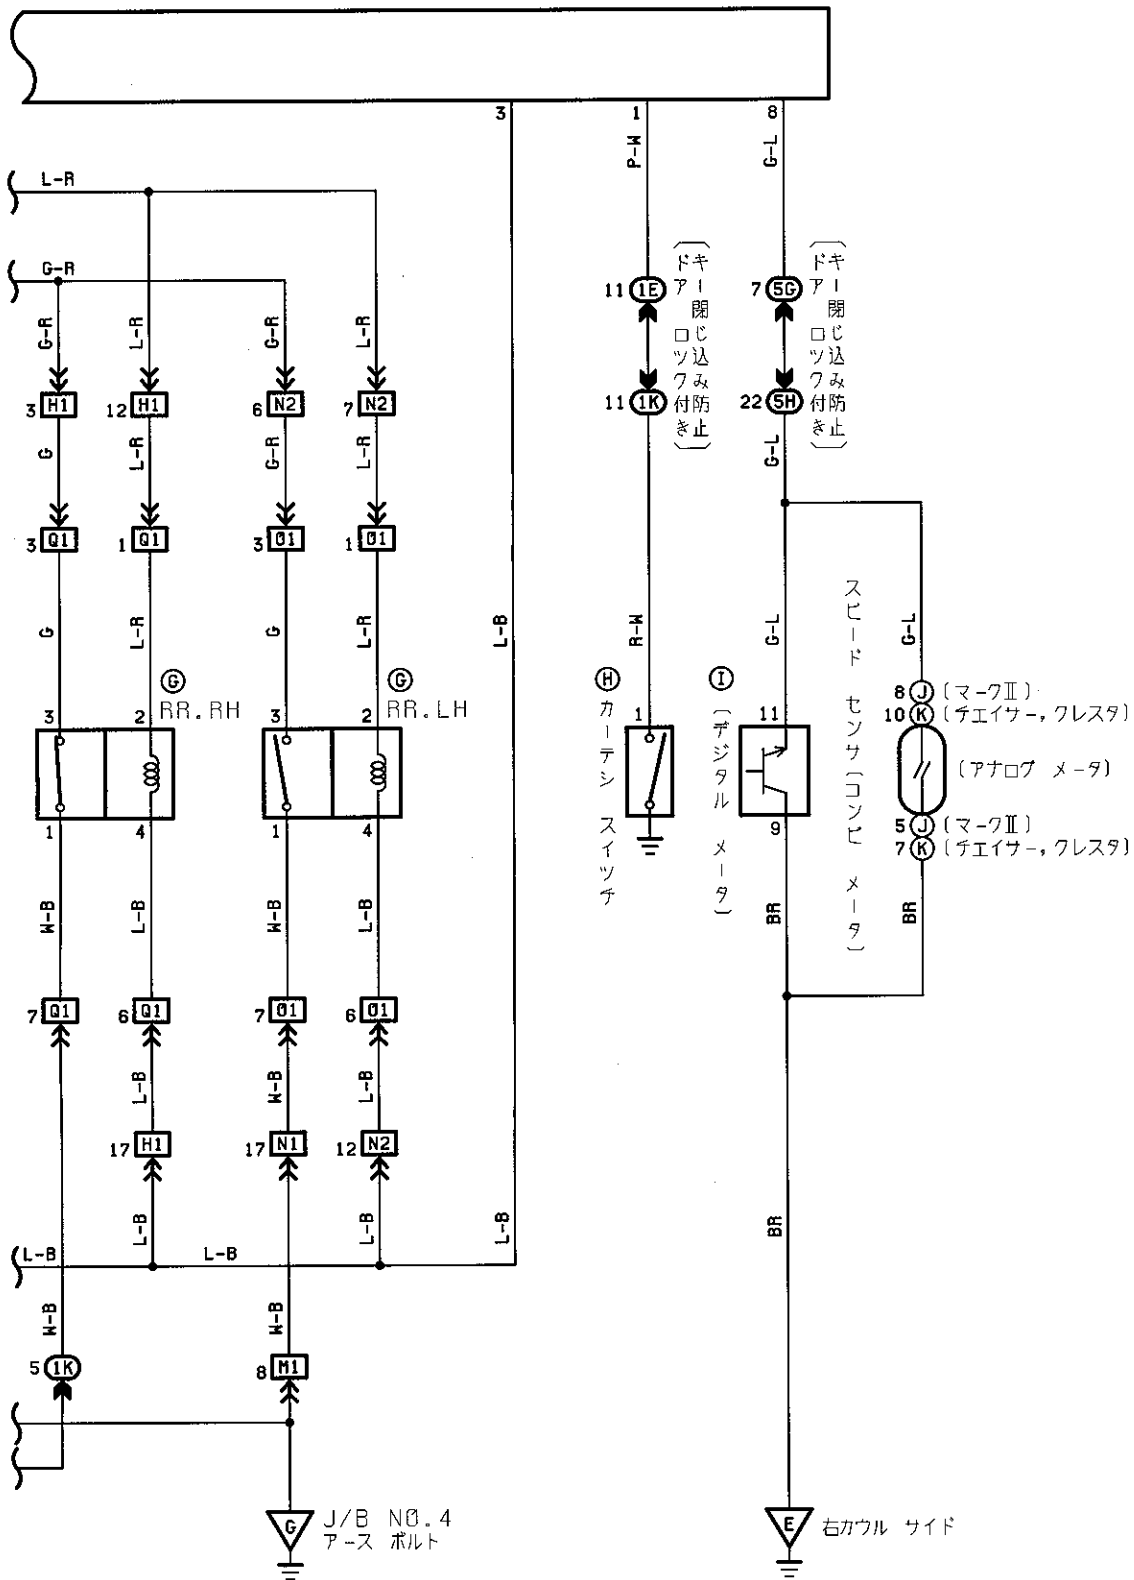 3 1 8
P-W
G-L
L-R
G-R
11 1E
キー閉じ込み防止
ドア ロック付き
7 5G
キー閉じ込み防止
ドア ロック付き
G-R
L-R
G-R
L-R
3 H1
12 H1
6 N2
7 N2
11 1K
22 5H
G
L-R
G-R
L-R
G-L
3 Q1
1 Q1
3 O1
1 O1
G
L-R
G
L-R
L-B
R-W
G-L
G-L
スピード センサ(コンビ メータ)
G
RR.RH
G
RR.LH
H
カーテシ スイッチ
I
(デジタル メータ)
8 J (マークII)
10 K (チェイサー,クレスタ)
3 2
3 2
1
11
(アナログ メータ)
1 4
1 4
9
5 J (マークII)
7 K (チェイサー,クレスタ)
W-B
L-B
W-B
L-B
BR
BR
7 Q1
6 Q1
7 O1
6 O1
L-B
W-B
L-B
17 H1
17 N1
12 N2
L-B
L-B
L-B
BR
L-B
L-B
W-B
W-B
5 1K
8 M1
G
J/B NO.4
アース ボルト
E
右カウル サイド